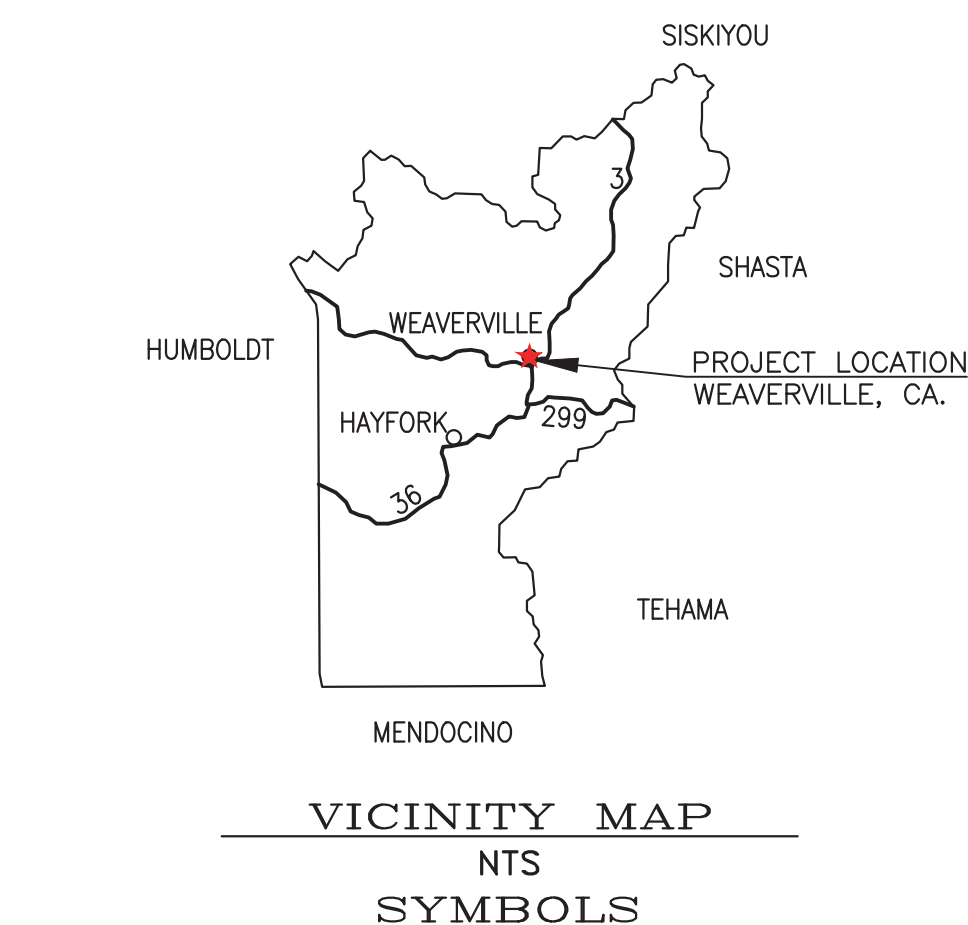 SISKIYOU
3
SHASTA
WEAVERVILLE
HUMBOLDT
PROJECT LOCATION
WEAVERVILLE, CA.
HAYFORK
299
36
TEHAMA
MENDOCINO
VICINITY MAP
NTS
SYMBOLS